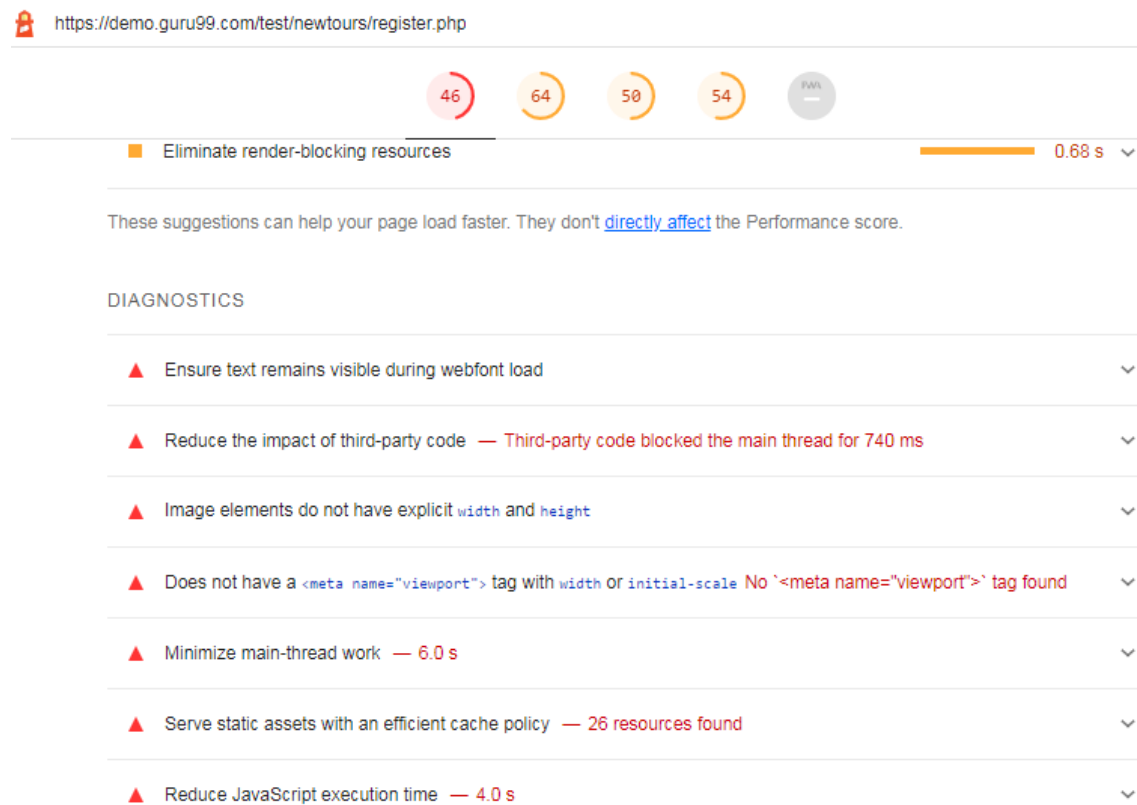 https://demo.guru99.com/test/newtours/register.php
46 64 50 54 PWA
Eliminate render-blocking resources 0.68 s
These suggestions can help your page load faster. They don't directly affect the Performance score.
DIAGNOSTICS
Ensure text remains visible during webfont load
Reduce the impact of third-party code — Third-party code blocked the main thread for 740 ms
Image elements do not have explicit width and height
Does not have a <meta name="viewport"> tag with width or initial-scale No `<meta name="viewport">` tag found
Minimize main-thread work — 6.0 s
Serve static assets with an efficient cache policy — 26 resources found
Reduce JavaScript execution time — 4.0 s